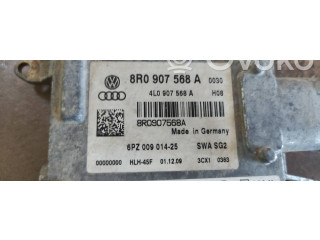 8R0 907 568 A 0030
4L0 907 568 A H08
8R0907568A
Made in Germany
6PZ 009 014-25 SWA SG2
00000000 HLH-45F 01.12.09 3CX1 0363
OVOKO